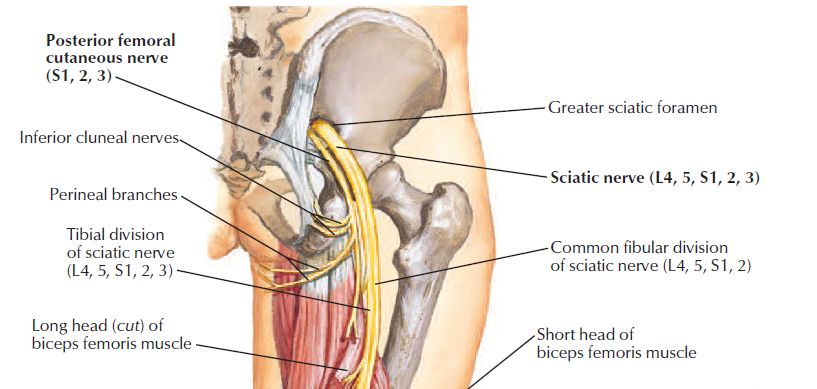 Posterior femoral
cutaneous nerve
(S1, 2, 3)
Inferior cluneal nerves
Perineal branches
Tibial division
of sciatic nerve
(L4, 5, S1, 2, 3)
Long head (cut) of
biceps femoris muscle
Greater sciatic foramen
Sciatic nerve (L4, 5, S1, 2, 3)
Common fibular division
of sciatic nerve (L4, 5, S1, 2)
Short head of
biceps femoris muscle